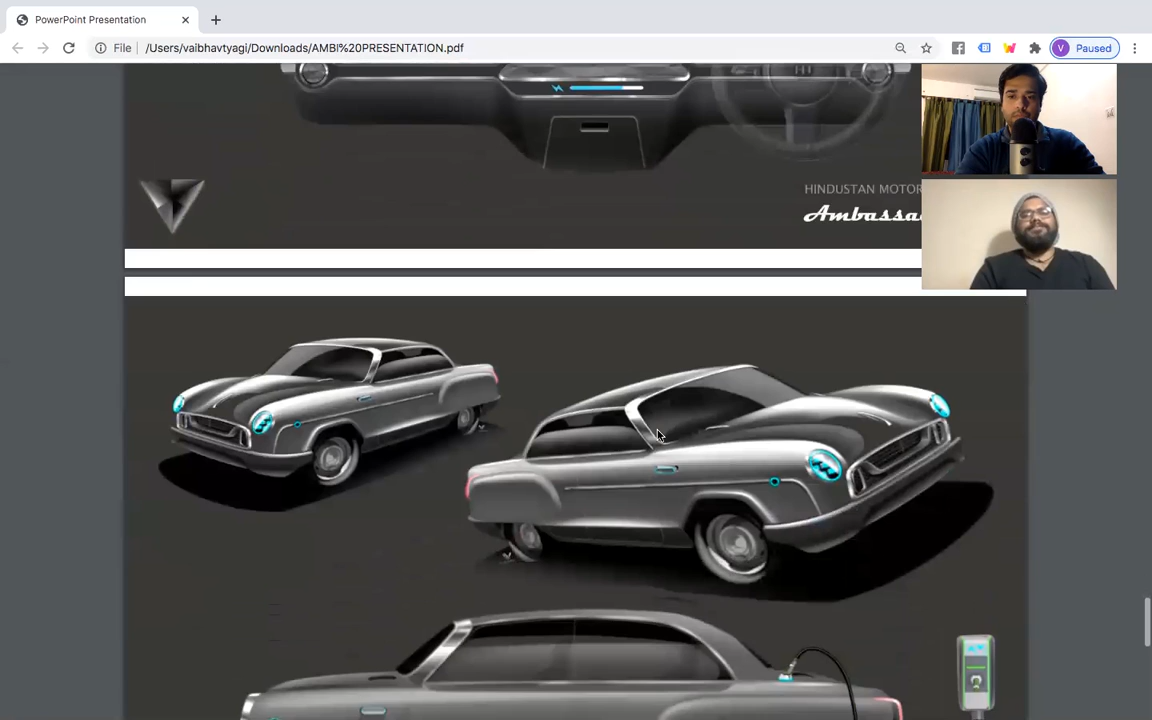 PowerPoint Presentation
File
/Users/vaibhavtyagi/Downloads/AMBI%20PRESENTATION.pdf
V
Paused
HINDUSTAN MOTOR
Ambassa